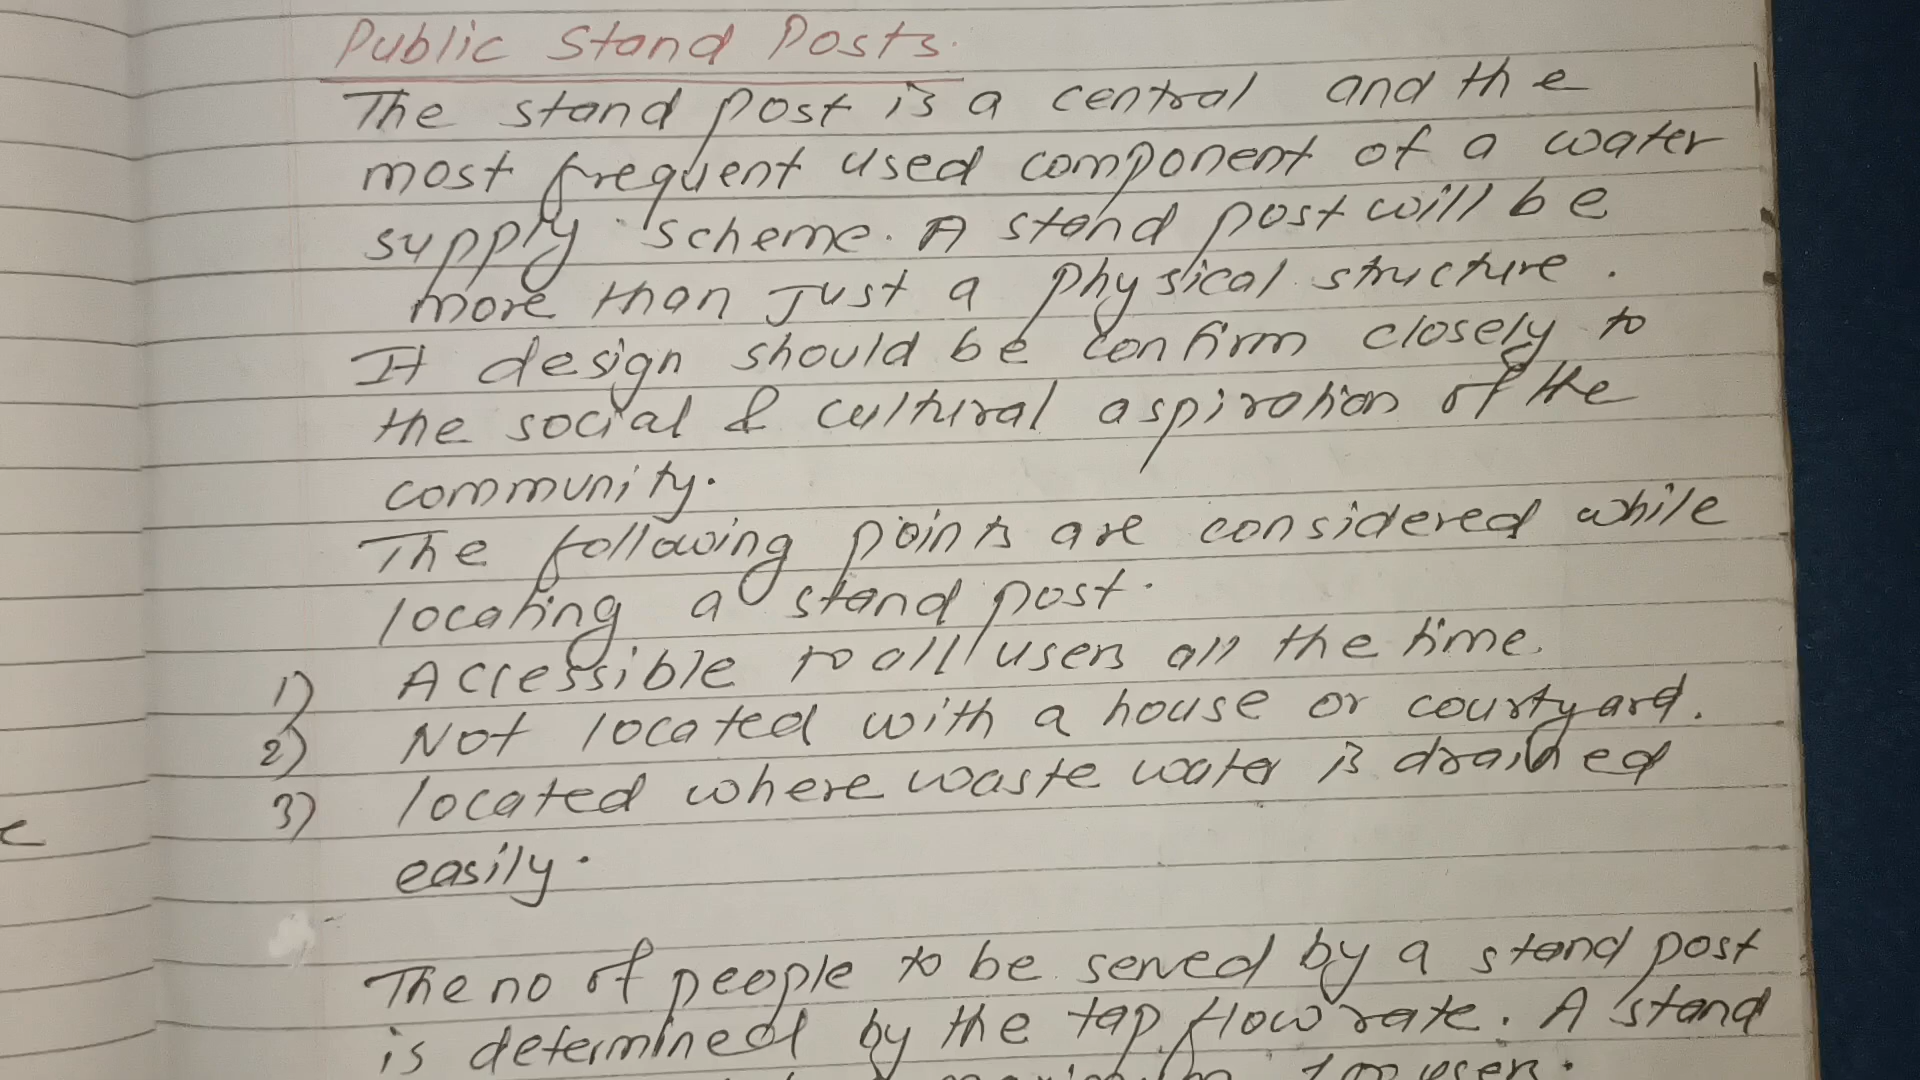 Public Stand Posts.
The stand post is a central and the
most frequent used component of a water
supply scheme. A stand post will be
more than Just a physical structure.
It design should be confirm closely to
the social & cultural aspiration of the
community.
The following points are considered while
locating a stand post.
1) Accessible to all users all the time.
2) Not located with a house or courtyard.
3) located where waste water is drained
easily.
The no of people to be served by a stand post
is determined by the tap flow rate. A stand
users.
c